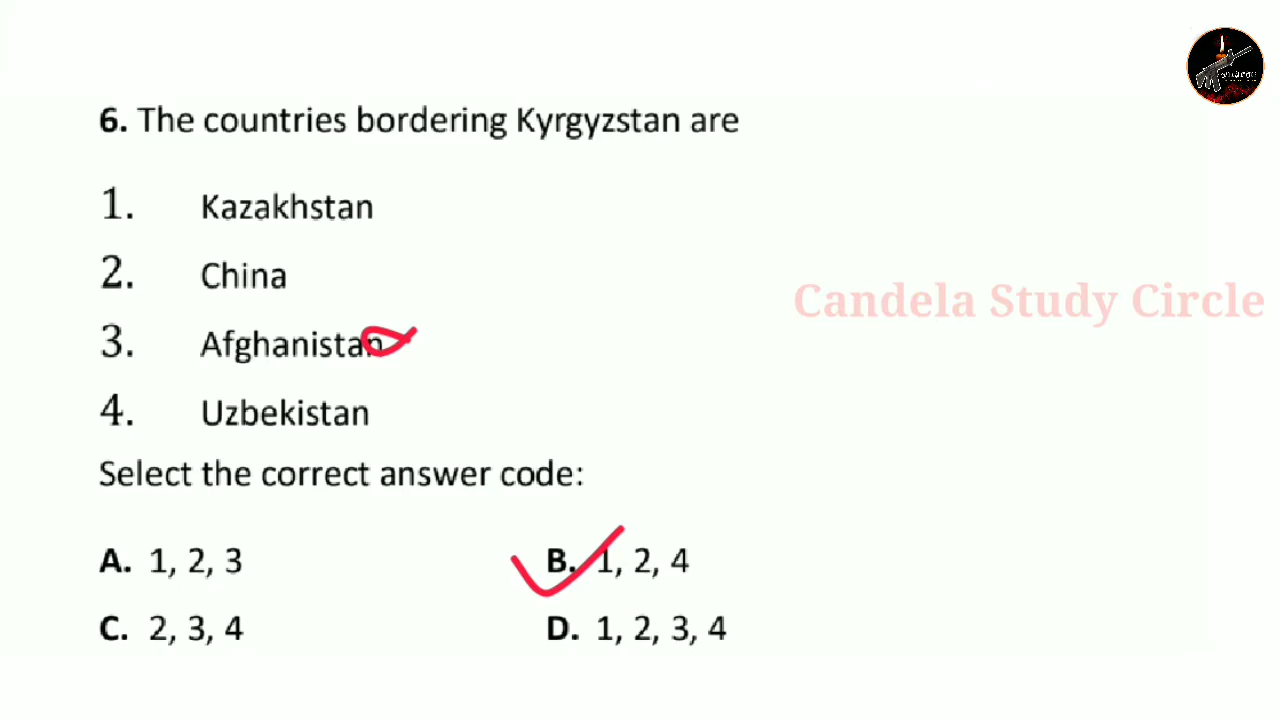 6. The countries bordering Kyrgyzstan are
1. Kazakhstan
2. China
Candela Study Circle
3. Afghanistan
4. Uzbekistan
Select the correct answer code:
A. 1, 2, 3 B. 1, 2, 4
C. 2, 3, 4 D. 1, 2, 3, 4